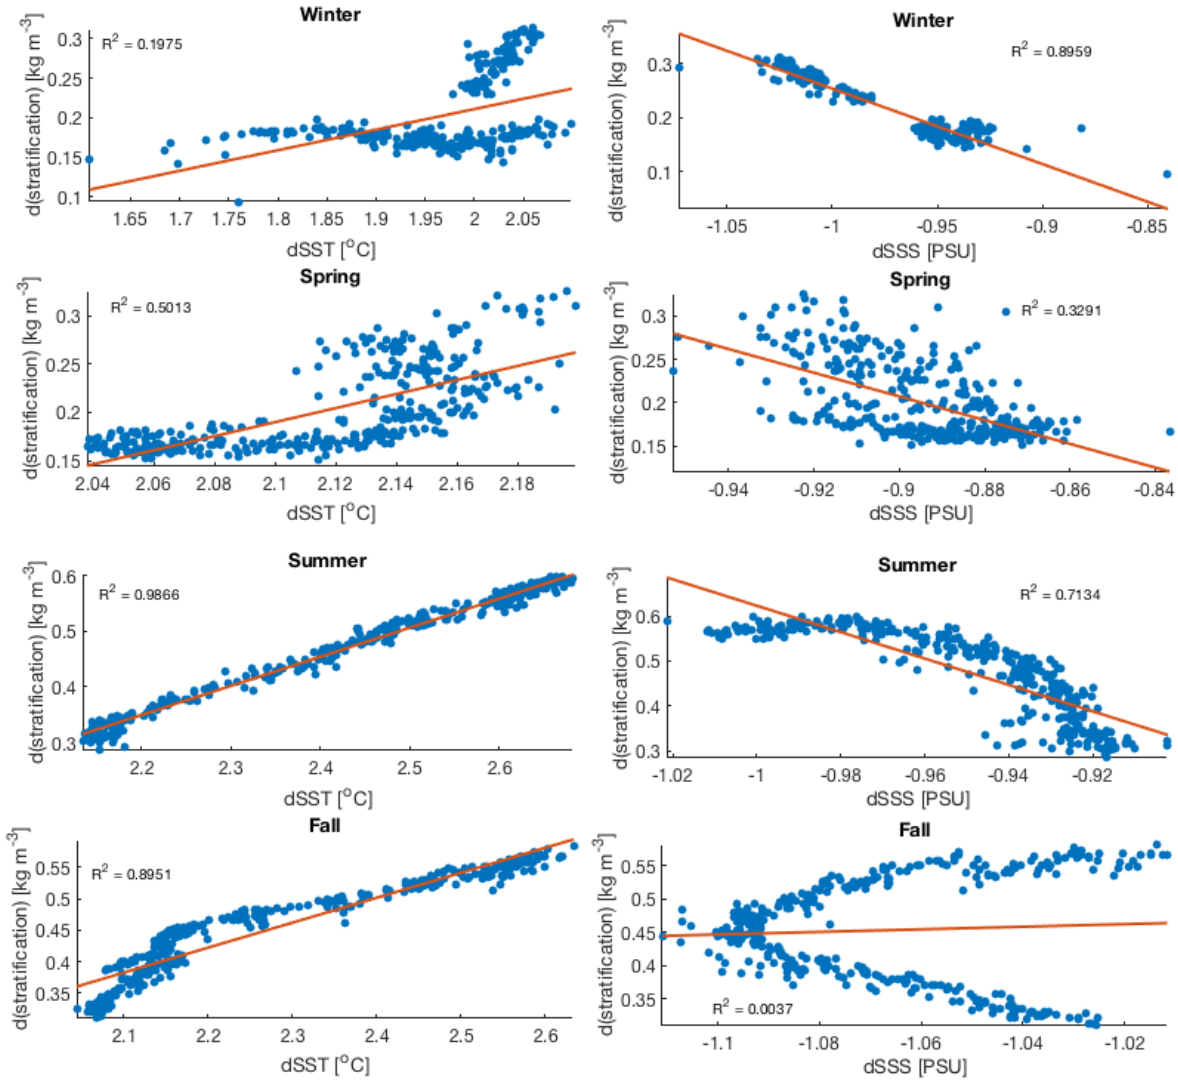 Winter
R² = 0.1975
d(stratification) [kg m⁻³]
0.3
0.25
0.2
0.15
0.1
1.65 1.7 1.75 1.8 1.85 1.9 1.95 2 2.05
dSST [°C]
Winter
R² = 0.8959
d(stratification) [kg m⁻³]
0.3
0.2
0.1
-1.05 -1 -0.95 -0.9 -0.85
dSSS [PSU]
Spring
R² = 0.5013
d(stratification) [kg m⁻³]
0.3
0.25
0.2
0.15
2.04 2.06 2.08 2.1 2.12 2.14 2.16 2.18
dSST [°C]
Spring
R² = 0.3291
d(stratification) [kg m⁻³]
0.3
0.25
0.2
0.15
-0.94 -0.92 -0.9 -0.88 -0.86 -0.84
dSSS [PSU]
Summer
R² = 0.9866
d(stratification) [kg m⁻³]
0.6
0.5
0.4
0.3
2.2 2.3 2.4 2.5 2.6
dSST [°C]
Summer
R² = 0.7134
d(stratification) [kg m⁻³]
0.6
0.5
0.4
0.3
-1.02 -1 -0.98 -0.96 -0.94 -0.92
dSSS [PSU]
Fall
R² = 0.8951
d(stratification) [kg m⁻³]
0.55
0.5
0.45
0.4
0.35
2.1 2.2 2.3 2.4 2.5 2.6
dSST [°C]
Fall
R² = 0.0037
d(stratification) [kg m⁻³]
0.55
0.5
0.45
0.4
0.35
-1.1 -1.08 -1.06 -1.04 -1.02
dSSS [PSU]